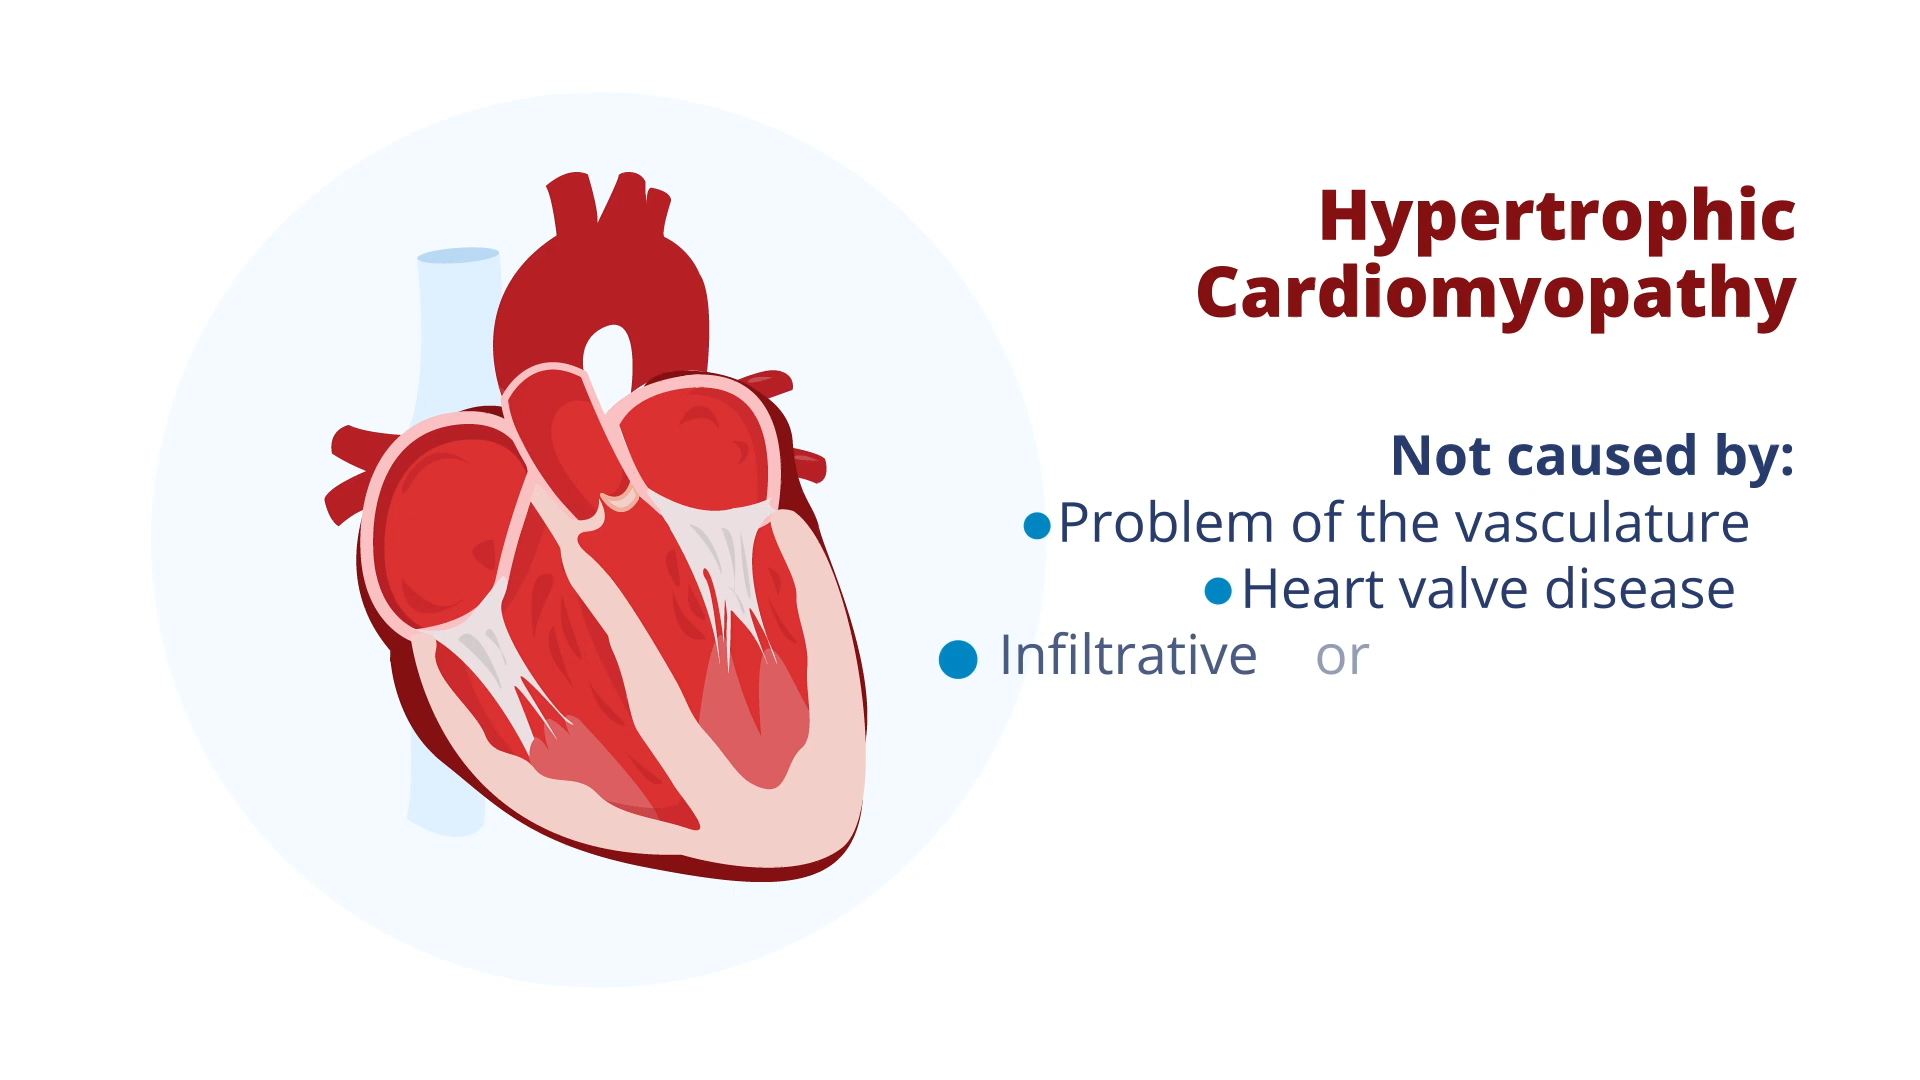 Hypertrophic
Cardiomyopathy
Not caused by:
● Problem of the vasculature
● Heart valve disease
● Infiltrative or